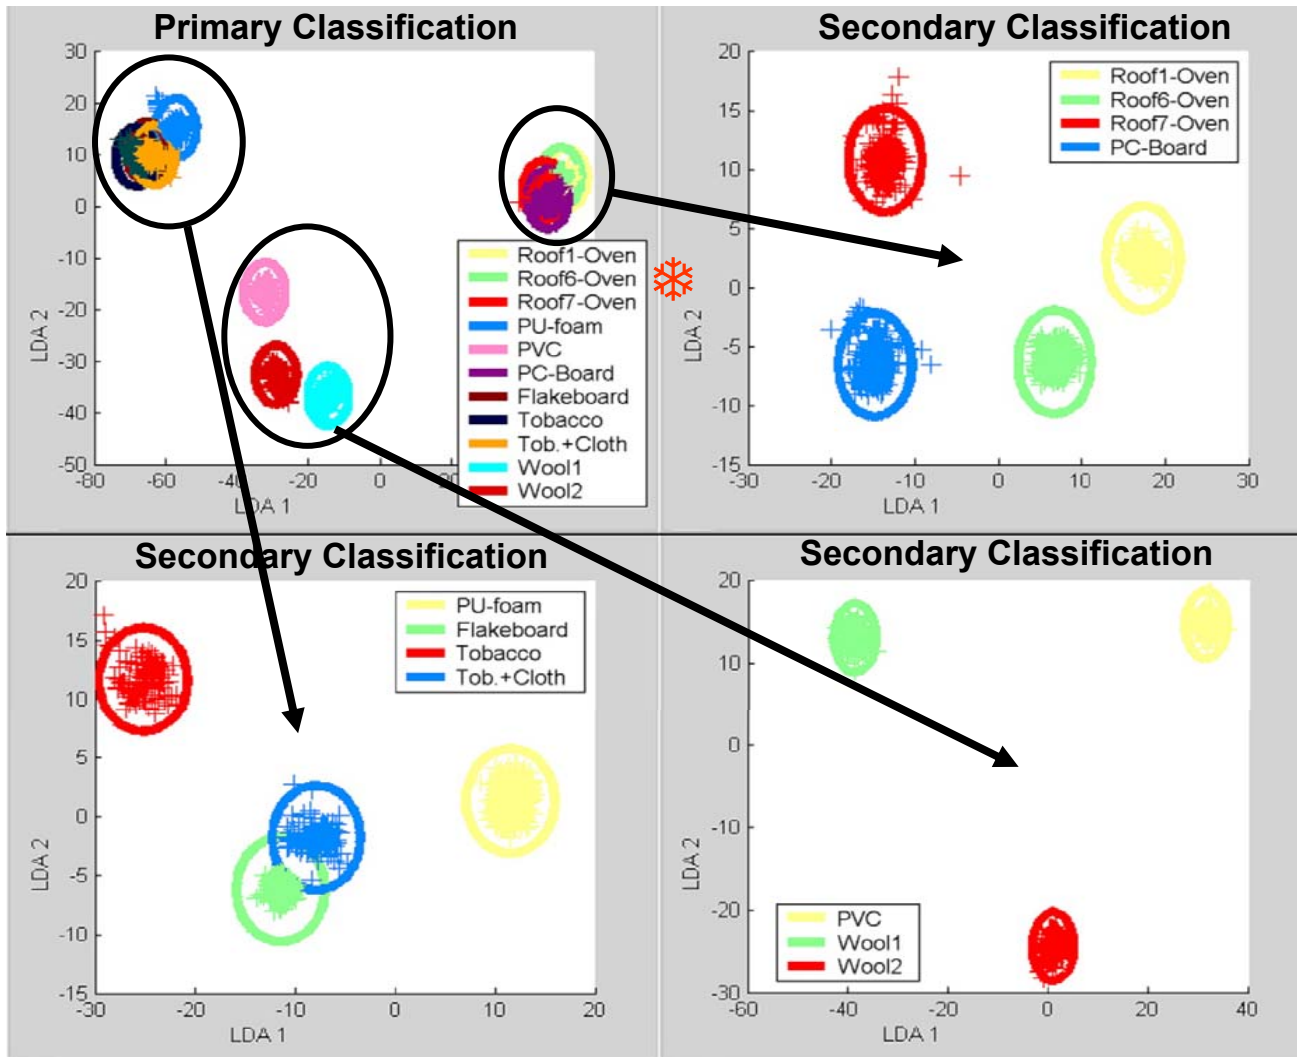 Primary Classification
30
20
10
0
-10
-20
-30
-40
-50
LDA 2
-80
-60
-40
-20
0
20
LDA 1
Roof1-Oven
Roof6-Oven
Roof7-Oven
PU-foam
PVC
PC-Board
Flakeboard
Tobacco
Tob.+Cloth
Wool1
Wool2
Secondary Classification
20
15
10
5
0
-5
-10
-15
LDA 2
-30
-20
-10
0
10
20
30
LDA 1
Roof1-Oven
Roof6-Oven
Roof7-Oven
PC-Board
Secondary Classification
20
15
10
5
0
-5
-10
-15
LDA 2
-30
-20
-10
0
10
20
LDA 1
PU-foam
Flakeboard
Tobacco
Tob.+Cloth
Secondary Classification
20
10
0
-10
-20
-30
LDA 2
-60
-40
-20
0
20
40
LDA 1
PVC
Wool1
Wool2